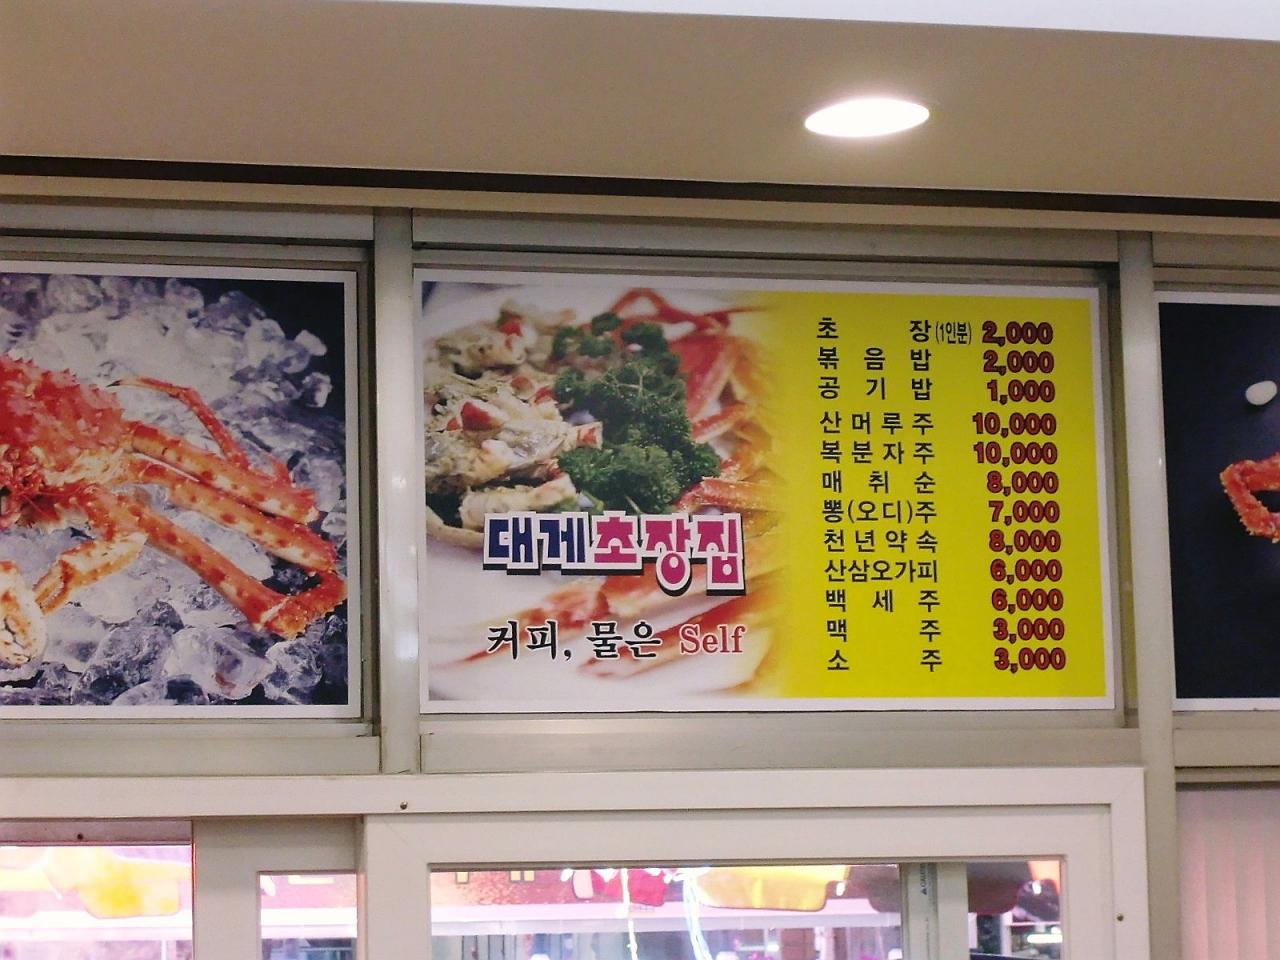 대게초장집
커피, 물은 Self
초 장(1인분) 2,000
볶 음 밥 2,000
공 기 밥 1,000
산 머 루 주 10,000
복 분 자 주 10,000
매 취 순 8,000
뽕(오디)주 7,000
천 년 약 속 8,000
산삼오가피 6,000
백 세 주 6,000
맥 주 3,000
소 주 3,000